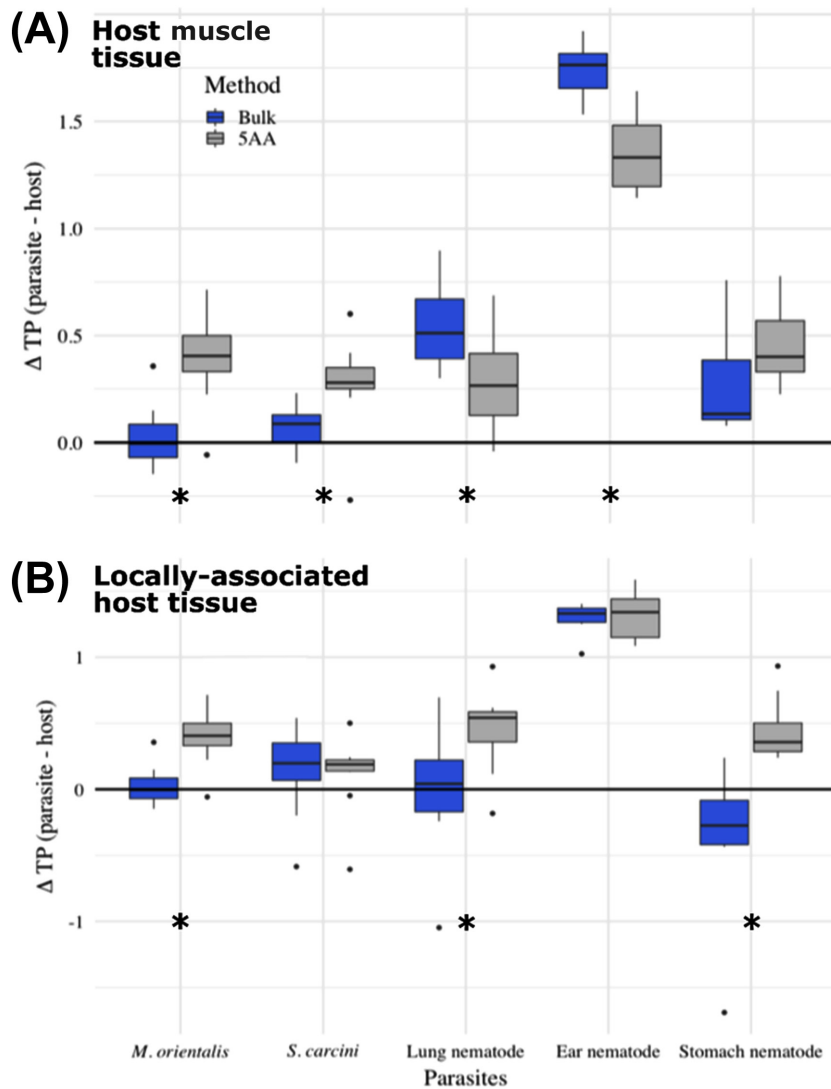 (A) Host muscle
tissue
Method
Bulk
5AA
Δ TP (parasite - host)
1.5
1.0
0.5
0.0
* * * *
(B) Locally-associated
host tissue
Δ TP (parasite - host)
1
0
-1
* * *
M. orientalis S. carcini Lung nematode Ear nematode Stomach nematode
Parasites